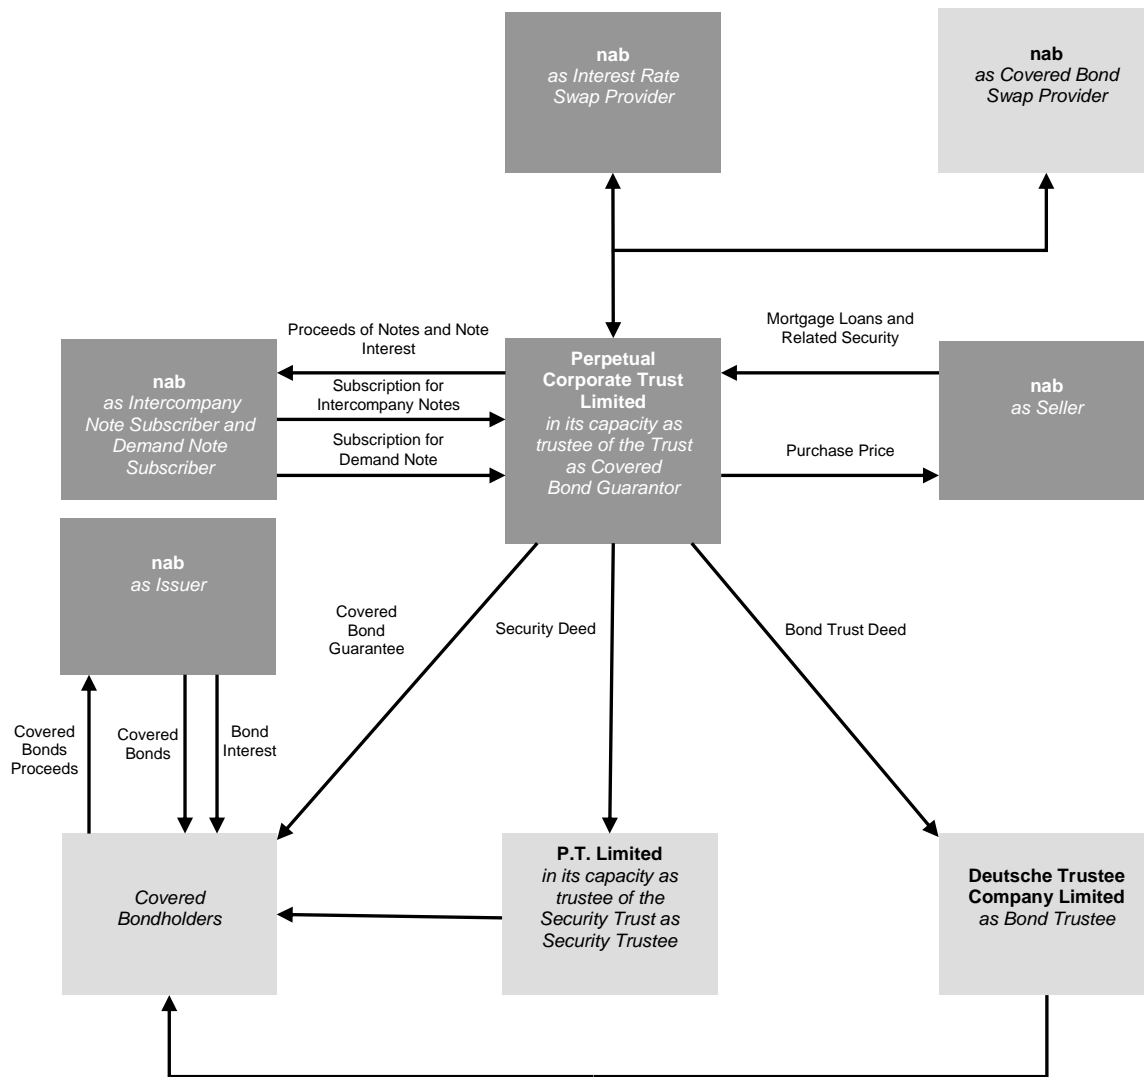 nab
as Interest Rate
Swap Provider
nab
as Covered Bond
Swap Provider
Proceeds of Notes and Note
Interest
Mortgage Loans and
Related Security
nab
as Intercompany
Note Subscriber and
Demand Note
Subscriber
Subscription for
Intercompany Notes
Subscription for
Demand Note
Perpetual
Corporate Trust
Limited
in its capacity as
trustee of the Trust
as Covered
Bond Guarantor
nab
as Seller
Purchase Price
nab
as Issuer
Covered
Bond
Guarantee
Security Deed
Bond Trust Deed
Covered
Bonds
Proceeds
Covered
Bonds
Bond
Interest
Covered
Bondholders
P.T. Limited
in its capacity as
trustee of the
Security Trust as
Security Trustee
Deutsche Trustee
Company Limited
as Bond Trustee